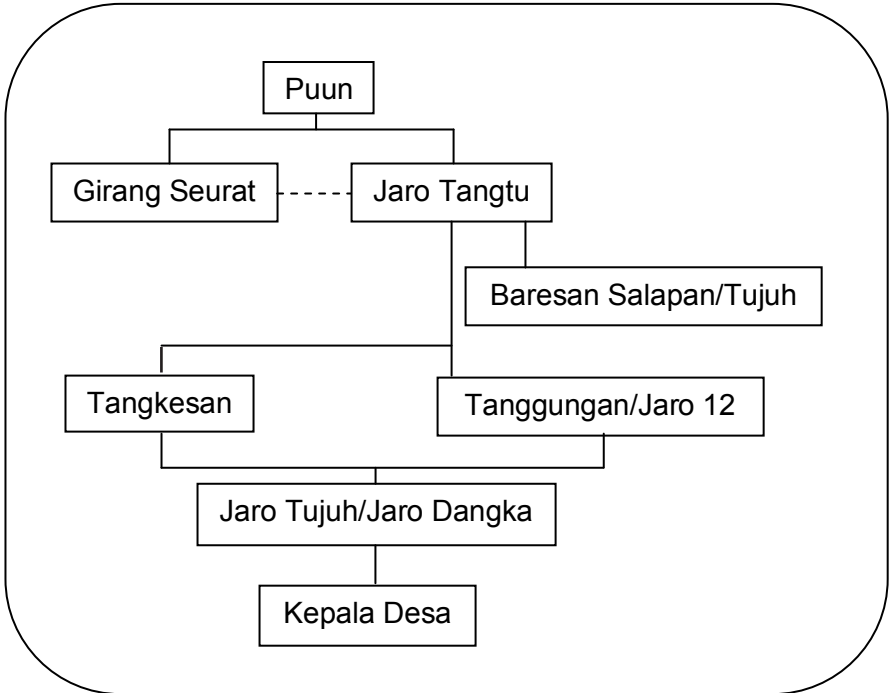 Puun
Girang Seurat
Jaro Tangtu
Baresan Salapan/Tujuh
Tangkesan
Tanggungan/Jaro 12
Jaro Tujuh/Jaro Dangka
Kepala Desa